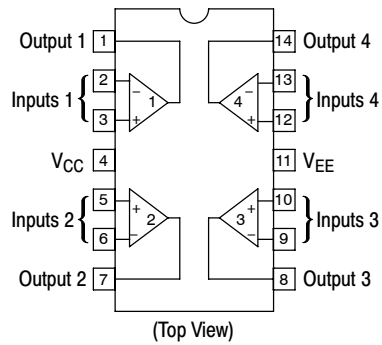 Output 1 1 14 Output 4
2 − − 13
Inputs 1 { 1 4 } Inputs 4
3 + + 12
VCC 4 11 VEE
5 + + 10
Inputs 2 { 2 3 } Inputs 3
6 − − 9
Output 2 7 8 Output 3
(Top View)